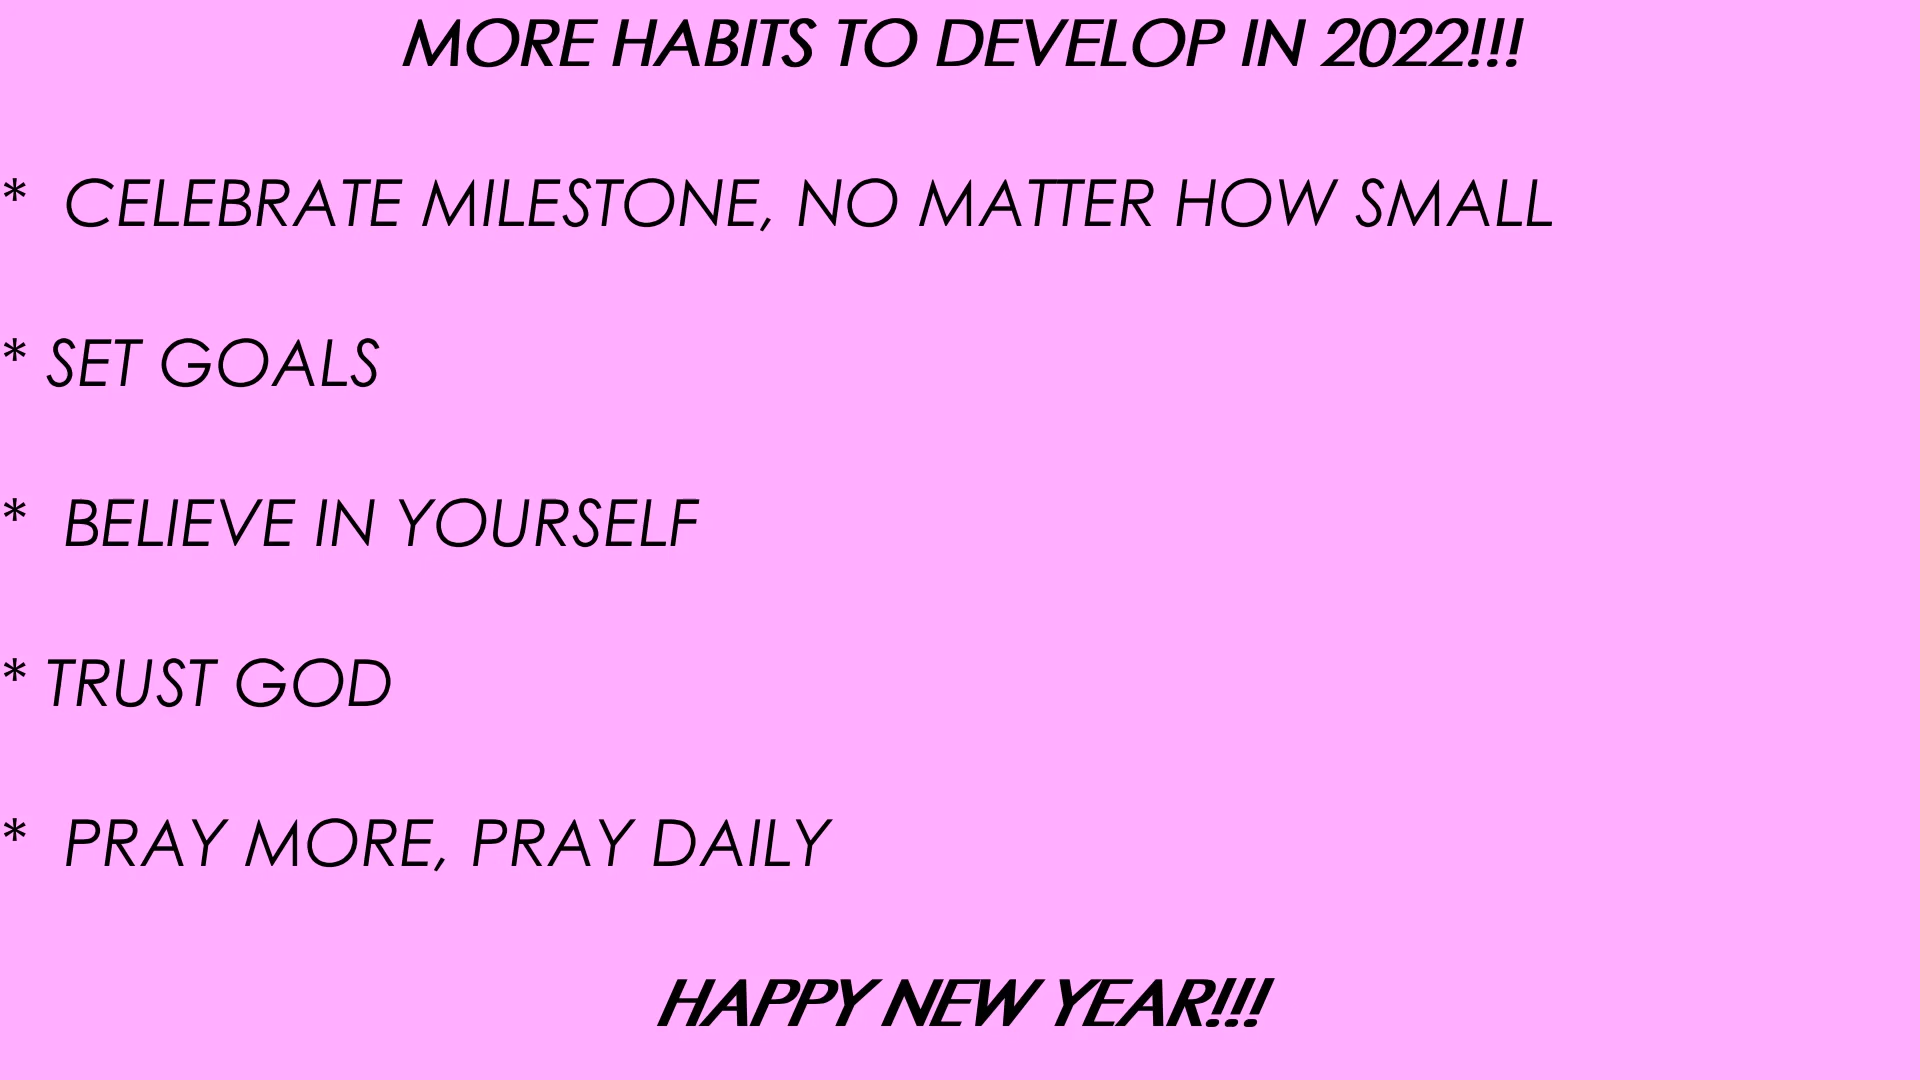 MORE HABITS TO DEVELOP IN 2022!!!
* CELEBRATE MILESTONE, NO MATTER HOW SMALL
* SET GOALS
* BELIEVE IN YOURSELF
* TRUST GOD
* PRAY MORE, PRAY DAILY
HAPPY NEW YEAR!!!